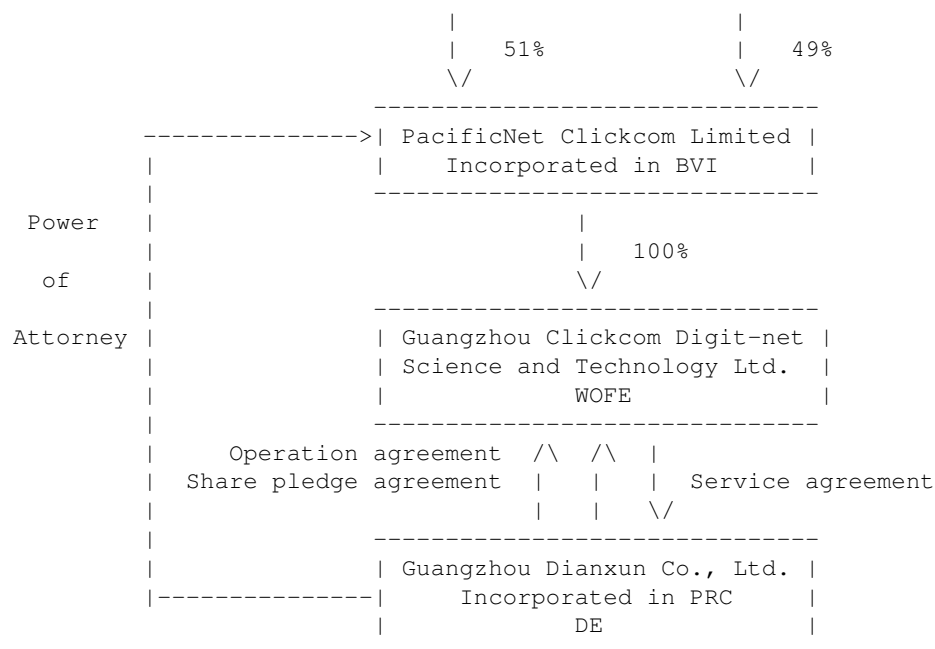 51% 49%
PacificNet Clickcom Limited
Incorporated in BVI
Power
100%
of
Attorney
Guangzhou Clickcom Digit-net
Science and Technology Ltd.
WOFE
Operation agreement
Share pledge agreement Service agreement
Guangzhou Dianxun Co., Ltd.
Incorporated in PRC
DE